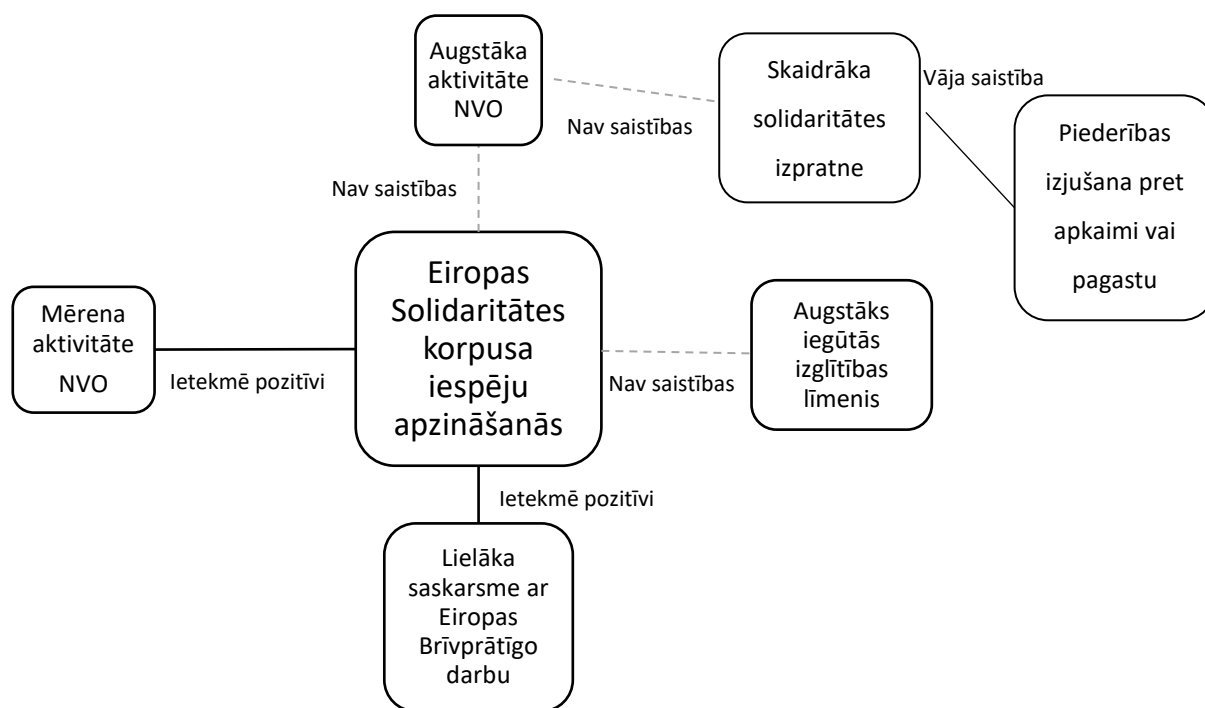 Augstāka
aktivitāte
NVO
Nav saistības
Skaidrāka
solidaritātes
izpratne
Vāja saistība
Piederības
izjušana pret
apkaimi vai
pagastu
Nav saistības
Mērena
aktivitāte
NVO
Ietekmē pozitīvi
Eiropas
Solidaritātes
korpusa
iespēju
apzināšanās
Nav saistības
Augstāks
iegūtās
izglītības
līmenis
Ietekmē pozitīvi
Lielāka
saskarsme ar
Eiropas
Brīvprātīgo
darbu